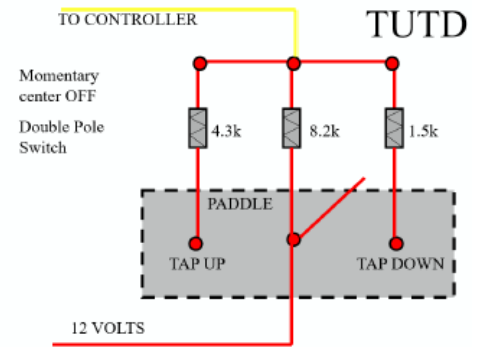 TO CONTROLLER
TUTD
Momentary
center OFF
Double Pole
Switch
4.3k
8.2k
1.5k
PADDLE
TAP UP
TAP DOWN
12 VOLTS